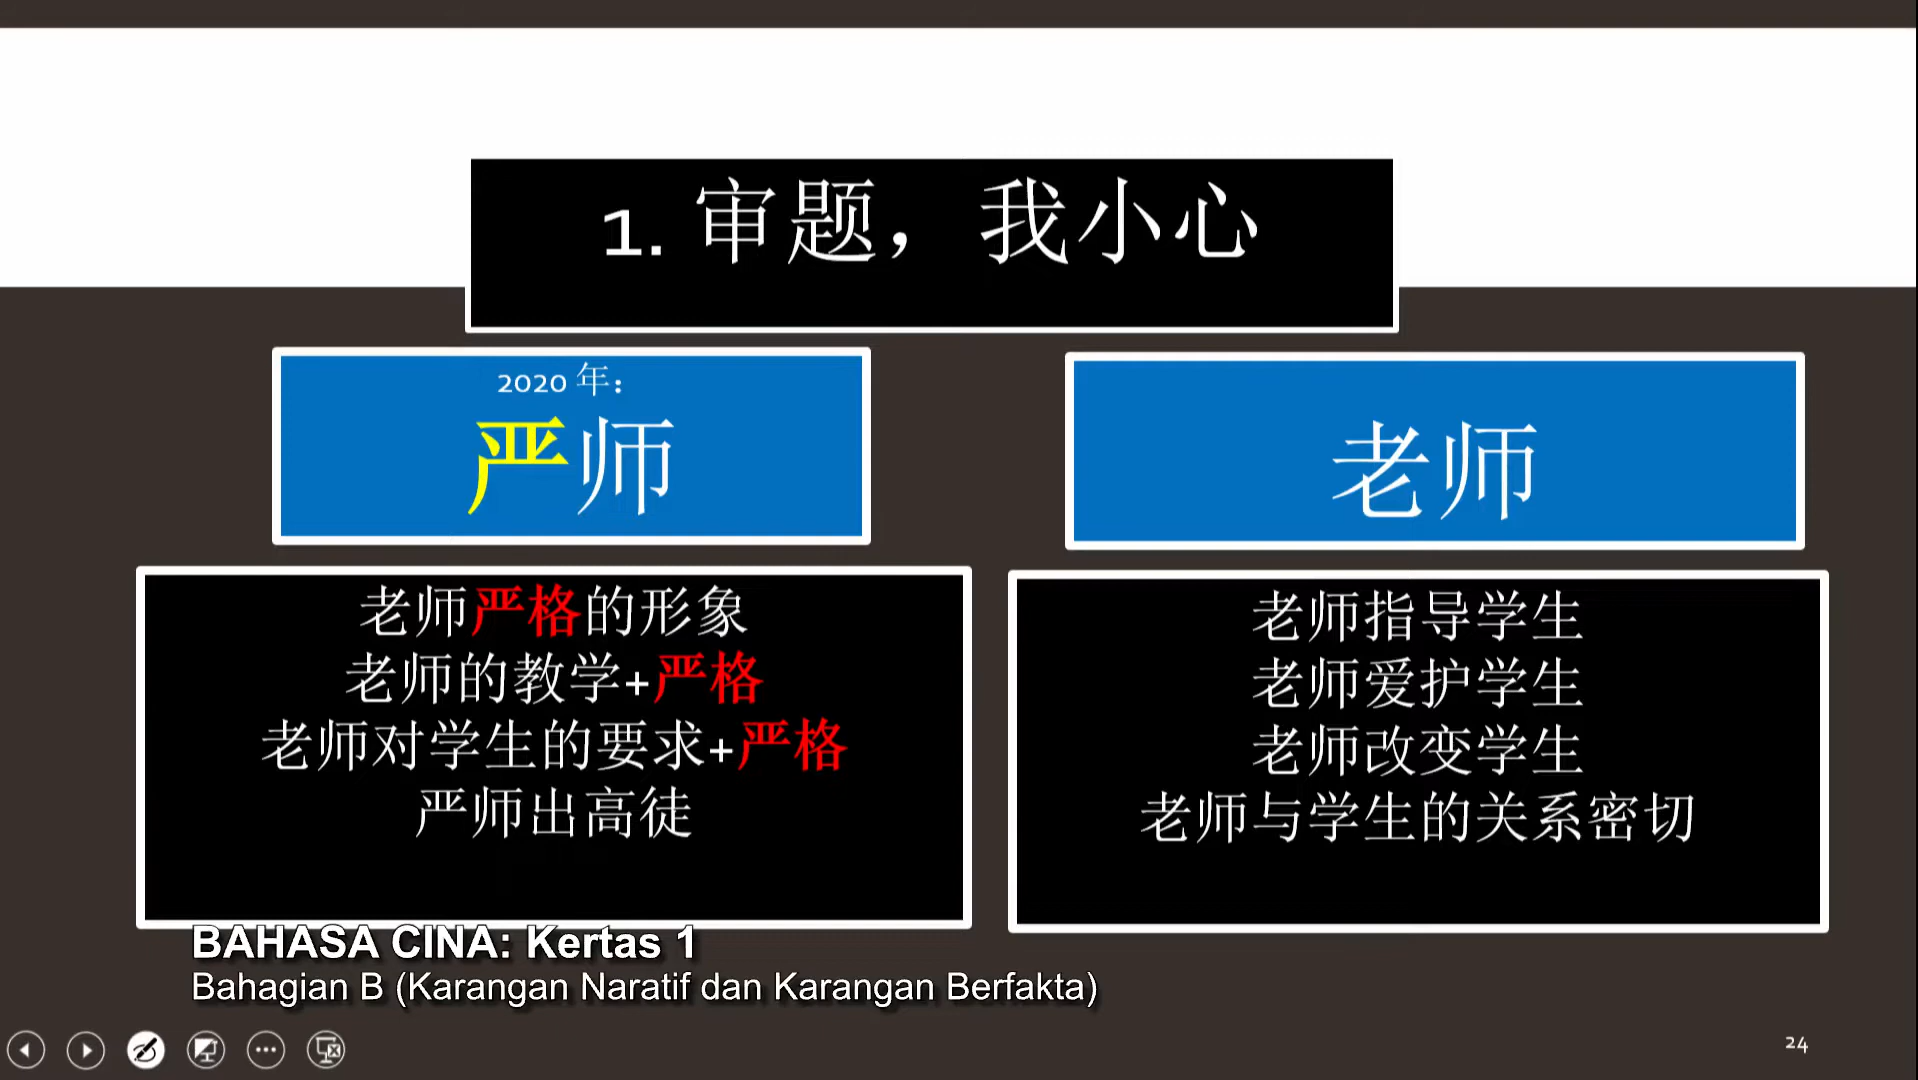 1. 审题，我小心
2020 年：
严师
老师严格的形象
老师的教学+严格
老师对学生的要求+严格
严师出高徒
老师
老师指导学生
老师爱护学生
老师改变学生
老师与学生的关系密切
BAHASA CINA: Kertas 1
Bahagian B (Karangan Naratif dan Karangan Berfakta)
24